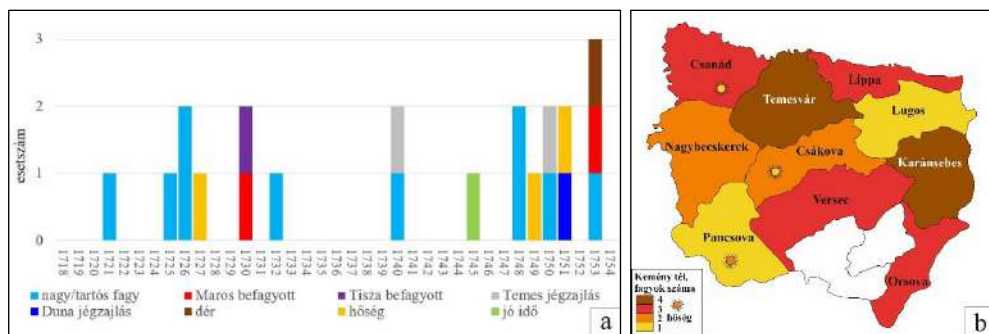 3
2
1
0
esetszám
1718 1719 1720 1721 1722 1723 1724 1725 1726 1727 1728 1729 1730 1731 1732 1733 1734 1735 1736 1737 1738 1739 1740 1741 1742 1743 1744 1745 1746 1747 1748 1749 1750 1751 1752 1753 1754
nagy/tartós fagy Maros befagyott Tisza befagyott Temes jégzajlás
Duna jégzajlás dér hőség jó idő
a
Csanád
Lippa
Temesvár
Lugos
Nagybecskerek
Csákova
Karánsebes
Versec
Pancsova
Orsova
Kemény tél,
fagyok száma
4
3 hőség
2
1
b